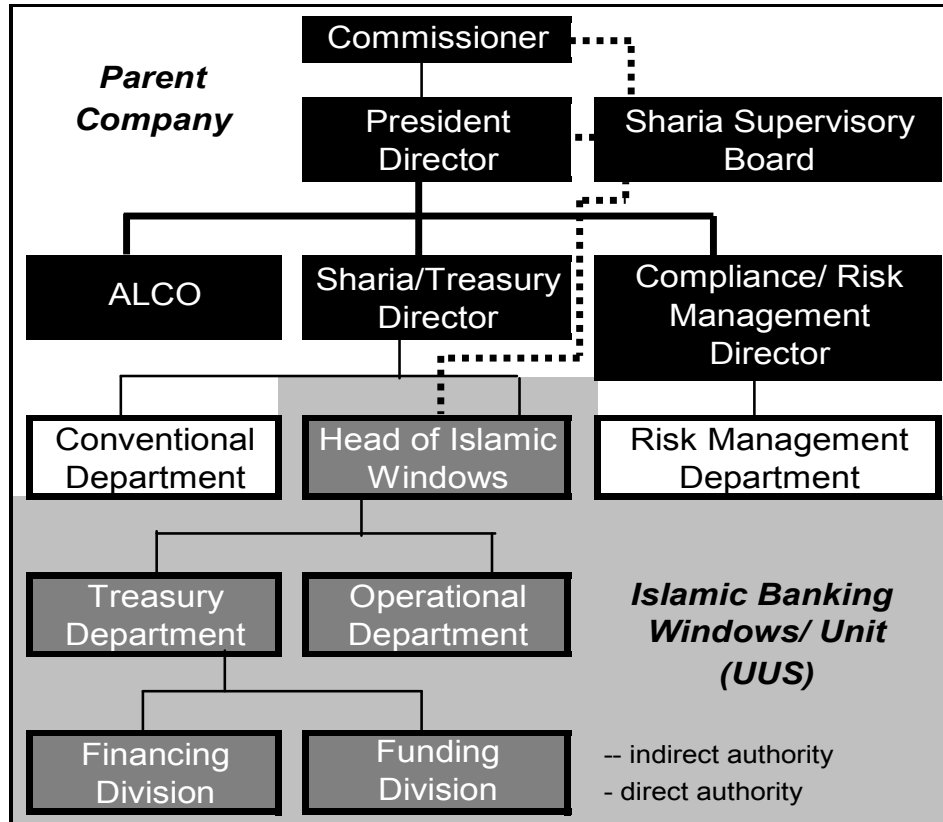 Commissioner
Parent
Company
President
Director
Sharia Supervisory
Board
ALCO
Sharia/Treasury
Director
Compliance/ Risk
Management
Director
Conventional
Department
Head of Islamic
Windows
Risk Management
Department
Treasury
Department
Operational
Department
Islamic Banking
Windows/ Unit
(UUS)
Financing
Division
Funding
Division
-- indirect authority
- direct authority